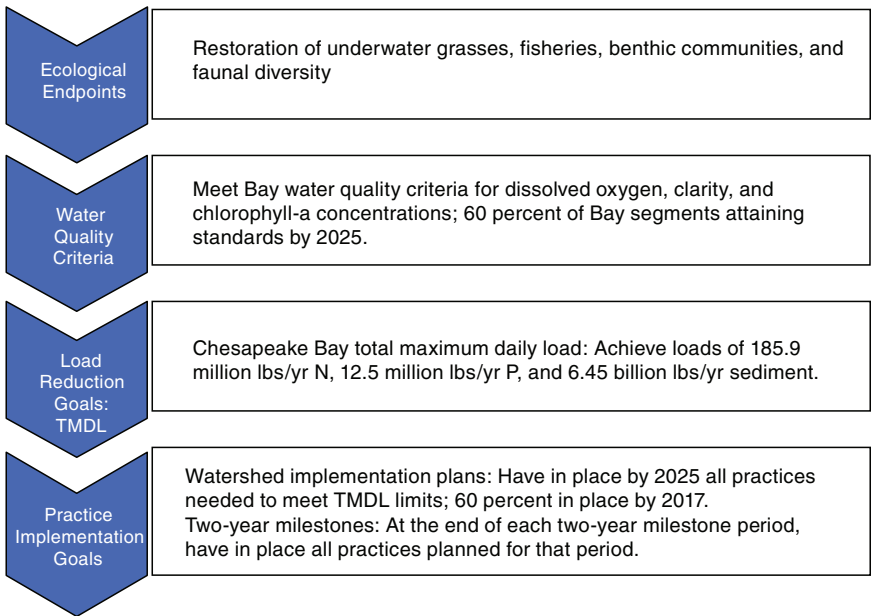 Ecological
Endpoints
Restoration of underwater grasses, fisheries, benthic communities, and
faunal diversity
Water
Quality
Criteria
Meet Bay water quality criteria for dissolved oxygen, clarity, and
chlorophyll-a concentrations; 60 percent of Bay segments attaining
standards by 2025.
Load
Reduction
Goals:
TMDL
Chesapeake Bay total maximum daily load: Achieve loads of 185.9
million lbs/yr N, 12.5 million lbs/yr P, and 6.45 billion lbs/yr sediment.
Practice
Implementation
Goals
Watershed implementation plans: Have in place by 2025 all practices
needed to meet TMDL limits; 60 percent in place by 2017.
Two-year milestones: At the end of each two-year milestone period,
have in place all practices planned for that period.